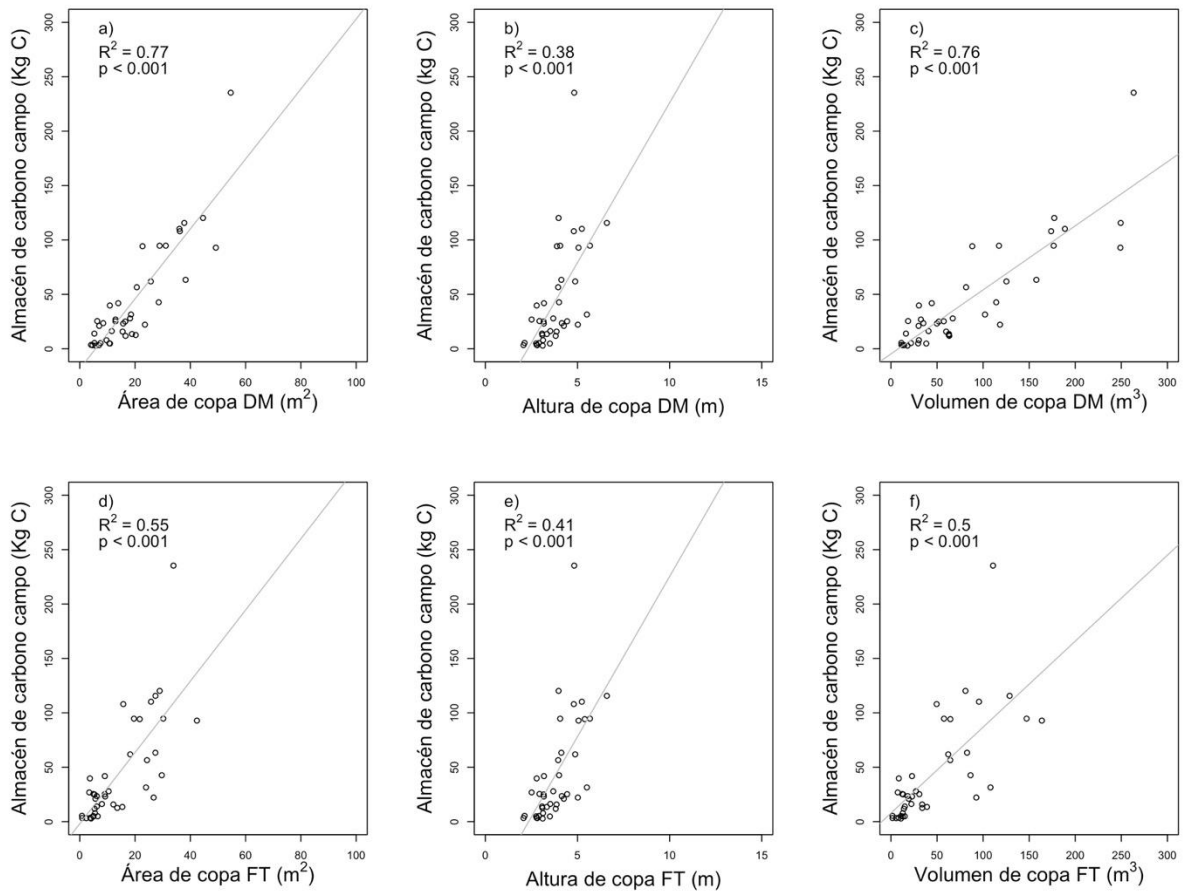 a)
R² = 0.77
p < 0.001
Almacén de carbono campo (Kg C)
0
50
100
150
200
250
300
0 20 40 60 80 100
Área de copa DM (m²)
b)
R² = 0.38
p < 0.001
Almacén de carbono campo (Kg C)
0
50
100
150
200
250
300
0 5 10 15
Altura de copa DM (m)
c)
R² = 0.76
p < 0.001
Almacén de carbono campo (Kg C)
0
50
100
150
200
250
300
0 50 100 150 200 250 300
Volumen de copa DM (m³)
d)
R² = 0.55
p < 0.001
Almacén de carbono campo (Kg C)
0
50
100
150
200
250
300
0 20 40 60 80 100
Área de copa FT (m²)
e)
R² = 0.41
p < 0.001
Almacén de carbono campo (kg C)
0
50
100
150
200
250
300
0 5 10 15
Altura de copa FT (m)
f)
R² = 0.5
p < 0.001
Almacén de carbono campo (Kg C)
0
50
100
150
200
250
300
0 50 100 150 200 250 300
Volumen de copa FT (m³)